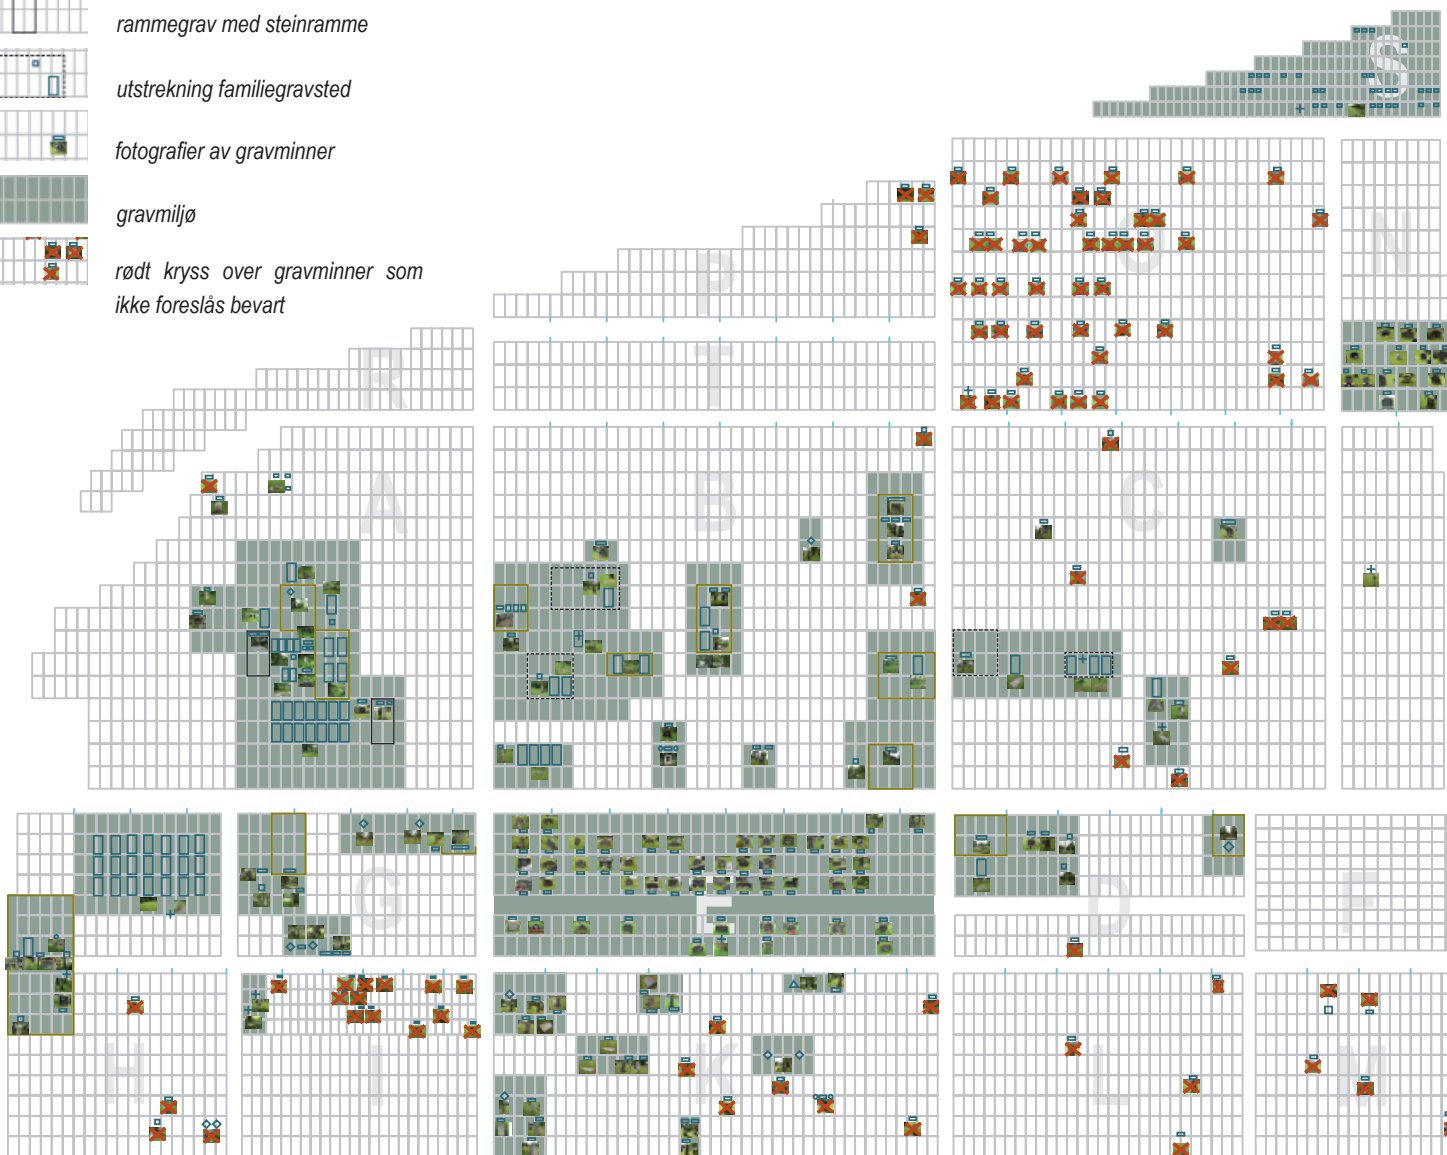 rammegrav med steinramme
utstrekning familiegravsted
fotografier av gravminner
gravmiljø
rødt kryss over gravminner som
ikke foreslås bevart
S
P
O
N
R
A
B
C
G
E
D
F
H
I
K
L
M